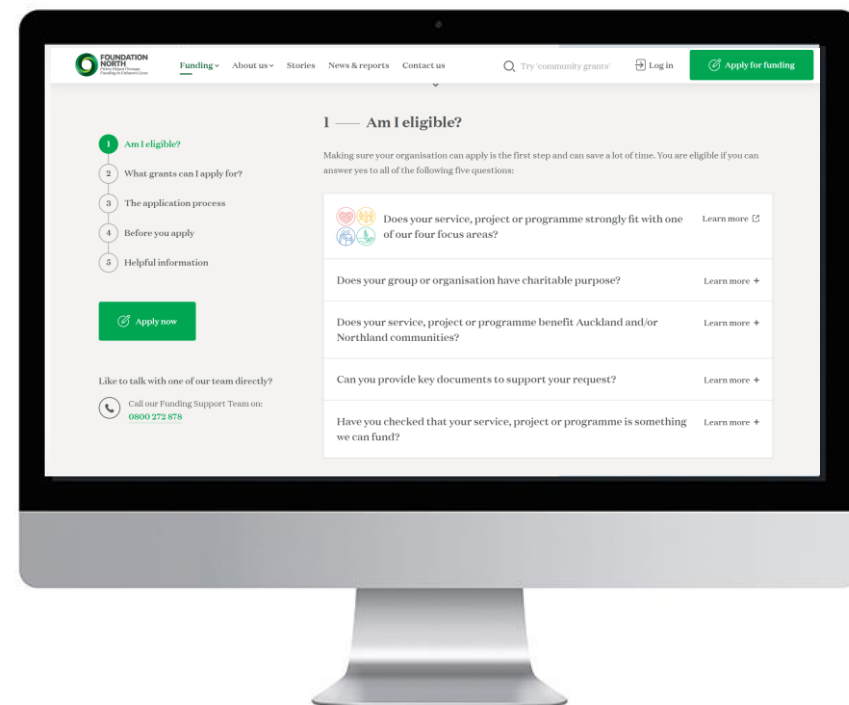 FOUNDATION
NORTH
Funding
About us
Stories
News & reports
Contact us
Try 'community grants'
Log in
Apply for funding
1 Am I eligible?
2 What grants can I apply for?
3 The application process
4 Before you apply
5 Helpful information
Apply now
Like to talk with one of our team directly?
Call our Funding Support Team on:
0800 272 878
1 — Am I eligible?
Making sure your organisation can apply is the first step and can save a lot of time. You are eligible if you can
answer yes to all of the following five questions:
Does your service, project or programme strongly fit with one
of our four focus areas?
Learn more
Does your group or organisation have charitable purpose?
Learn more +
Does your service, project or programme benefit Auckland and/or
Northland communities?
Learn more +
Can you provide key documents to support your request?
Learn more +
Have you checked that your service, project or programme is something
we can fund?
Learn more +